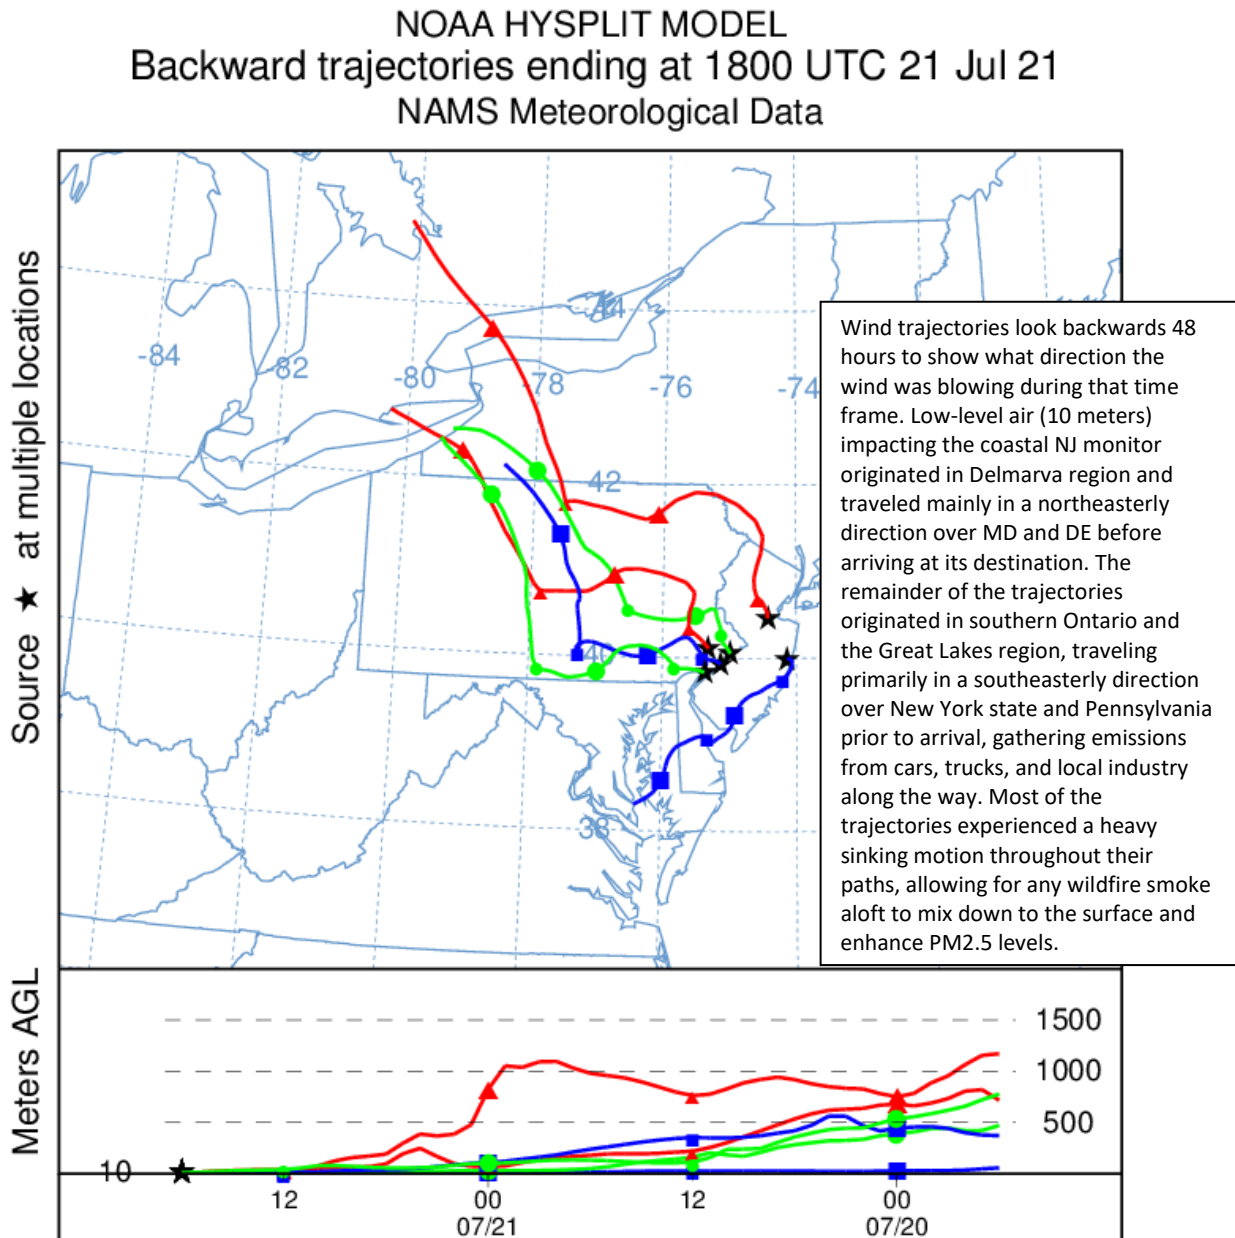 NOAA HYSPLIT MODEL
Backward trajectories ending at 1800 UTC 21 Jul 21
NAMS Meteorological Data
Source ★ at multiple locations
44
-84
-82
-80
-78
-76
-74
42
40
38
Wind trajectories look backwards 48
hours to show what direction the
wind was blowing during that time
frame. Low-level air (10 meters)
impacting the coastal NJ monitor
originated in Delmarva region and
traveled mainly in a northeasterly
direction over MD and DE before
arriving at its destination. The
remainder of the trajectories
originated in southern Ontario and
the Great Lakes region, traveling
primarily in a southeasterly direction
over New York state and Pennsylvania
prior to arrival, gathering emissions
from cars, trucks, and local industry
along the way. Most of the
trajectories experienced a heavy
sinking motion throughout their
paths, allowing for any wildfire smoke
aloft to mix down to the surface and
enhance PM2.5 levels.
Meters AGL
1500
1000
500
10
12
00
12
00
07/21
07/20